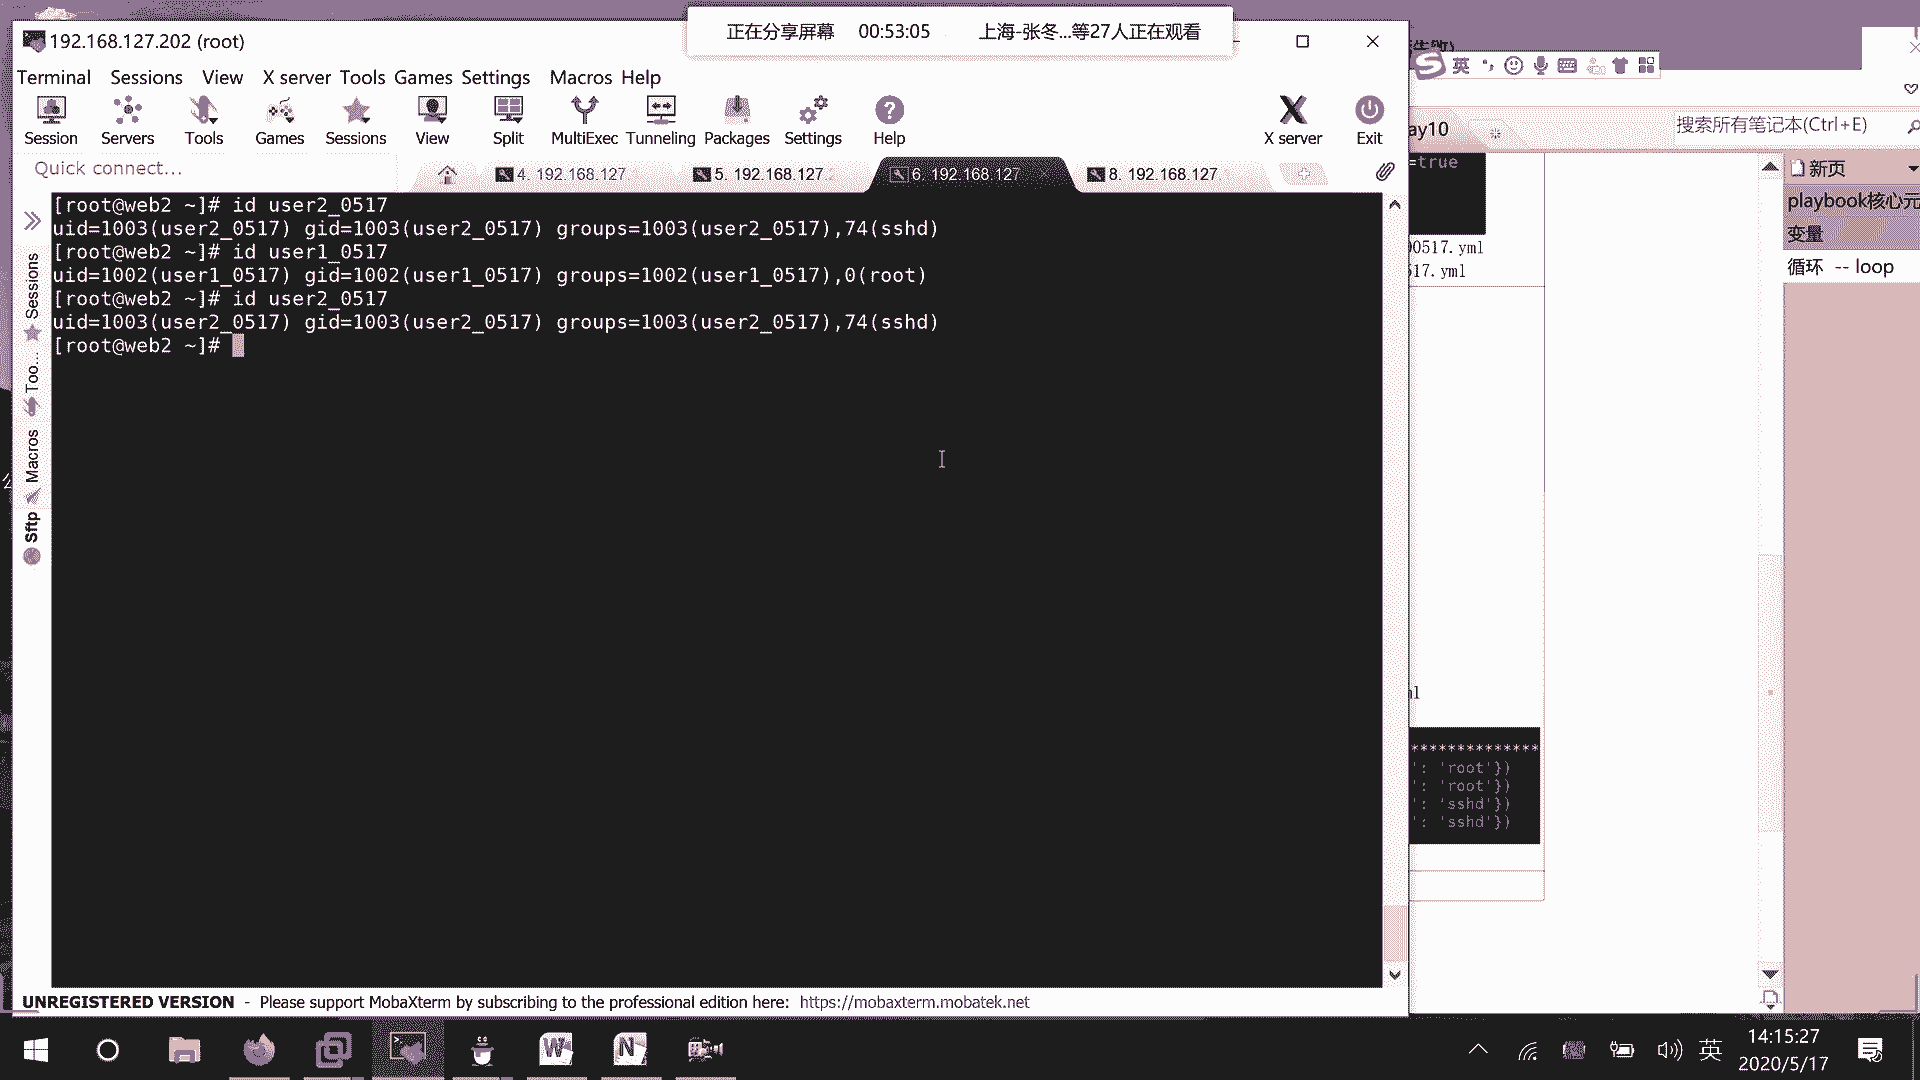 正在分享屏幕 00:53:05 上海-张冬...等27人正在观看
192.168.127.202 (root)
Terminal Sessions View X server Tools Games Settings Macros Help
Session Servers Tools Games Sessions View Split MultiExec Tunneling Packages Settings Help X server Exit
Quick connect...
4. 192.168.127. 5. 192.168.127.2 6. 192.168.127 8. 192.168.127.
[root@web2 ~]# id user2_0517
uid=1003(user2_0517) gid=1003(user2_0517) groups=1003(user2_0517),74(sshd)
[root@web2 ~]# id user1_0517
uid=1002(user1_0517) gid=1002(user1_0517) groups=1002(user1_0517),0(root)
[root@web2 ~]# id user2_0517
uid=1003(user2_0517) gid=1003(user2_0517) groups=1003(user2_0517),74(sshd)
[root@web2 ~]#
Sessions
Too...
Macros
Sftp
UNREGISTERED VERSION - Please support MobaXterm by subscribing to the professional edition here: https://mobaxterm.mobatek.net
英
ay10
搜索所有笔记本(Ctrl+E)
=true
00517.yml
517.yml
新页
playbook核心元
变量
循环 -- loop
**************
': 'root'})
': 'root'})
': 'sshd'})
': 'sshd'})
英
14:15:27
2020/5/17